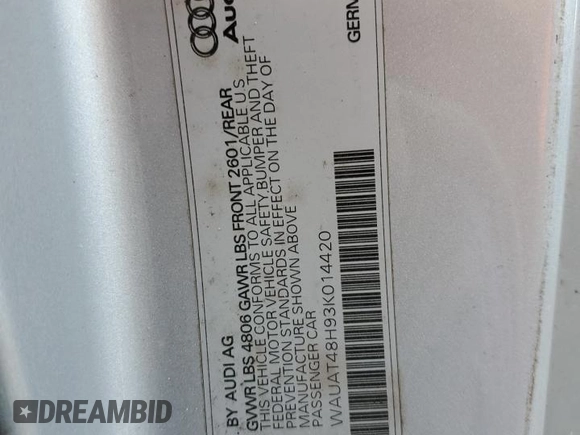 Au
GERM
BY AUDI AG
GVWR LBS 4806 GAWR LBS FRONT 2601/REAR
THIS VEHICLE CONFORMS TO ALL APPLICABLE U S
FEDERAL MOTOR VEHICLE SAFETY BUMPER AND THEFT
PREVENTION STANDARDS IN EFFECT ON THE DAY OF
MANUFACTURE SHOWN ABOVE
PASSENGER CAR
WAUAT48H93K014420
DREAMBID